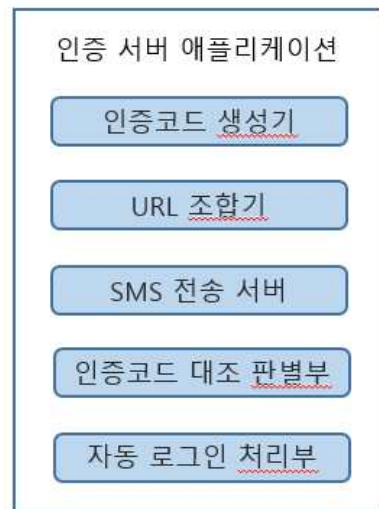 인증 서버 애플리케이션
인증코드 생성기
URL 조합기
SMS 전송 서버
인증코드 대조 판별부
자동 로그인 처리부